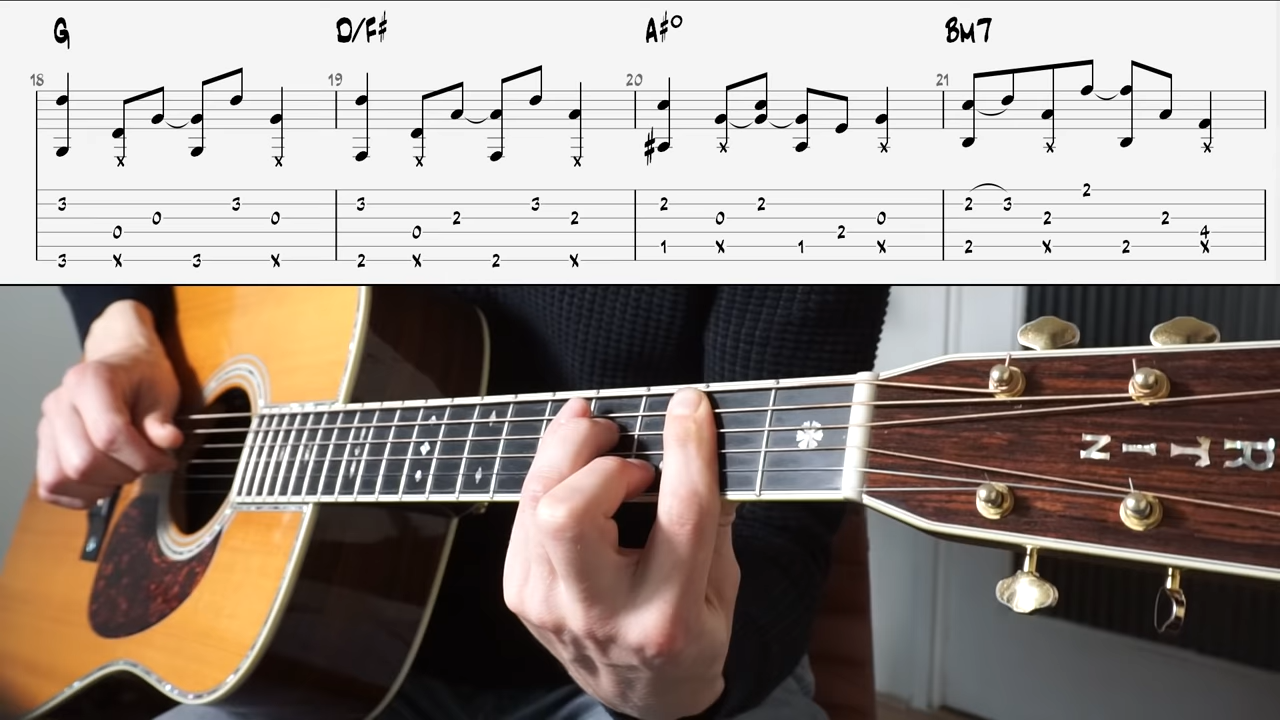 G D/F# A#° BM7
18 19 20 21
2
3 3 3 3 2 2 2 3
0 0 2 2 0 0 2 2
0 0 2 4
X 1 X 1 X 2 X 2 X
3 X 3 X 2 X 2 X
NITR